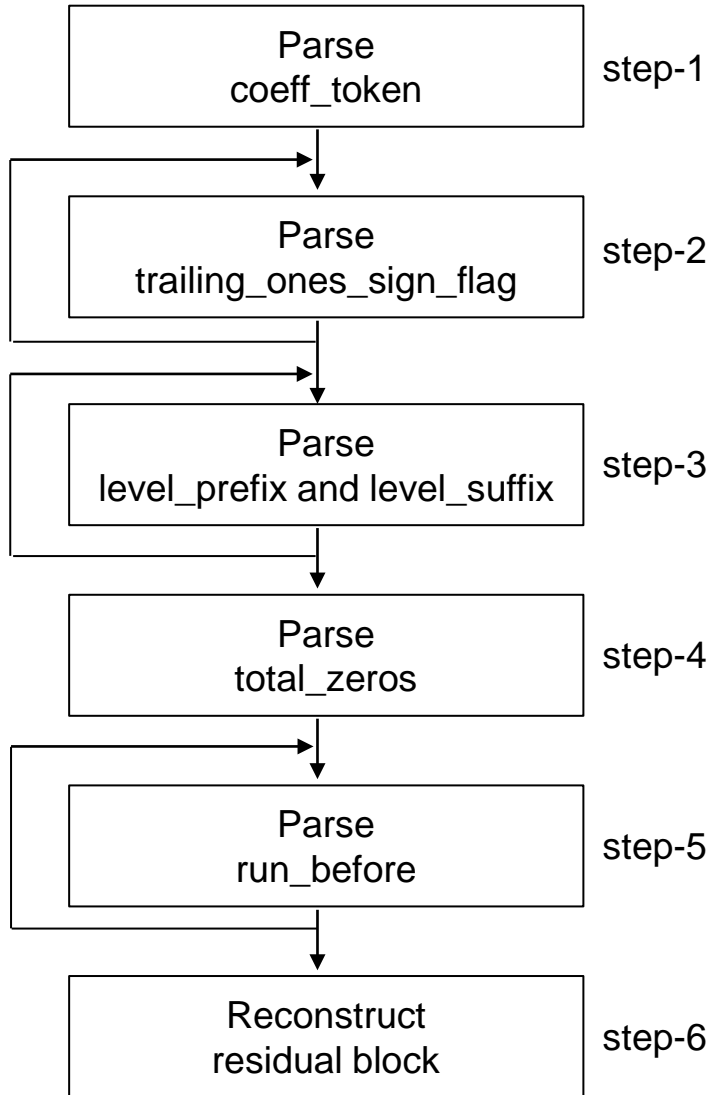 Parse
coeff_token
step-1
Parse
trailing_ones_sign_flag
step-2
Parse
level_prefix and level_suffix
step-3
Parse
total_zeros
step-4
Parse
run_before
step-5
Reconstruct
residual block
step-6